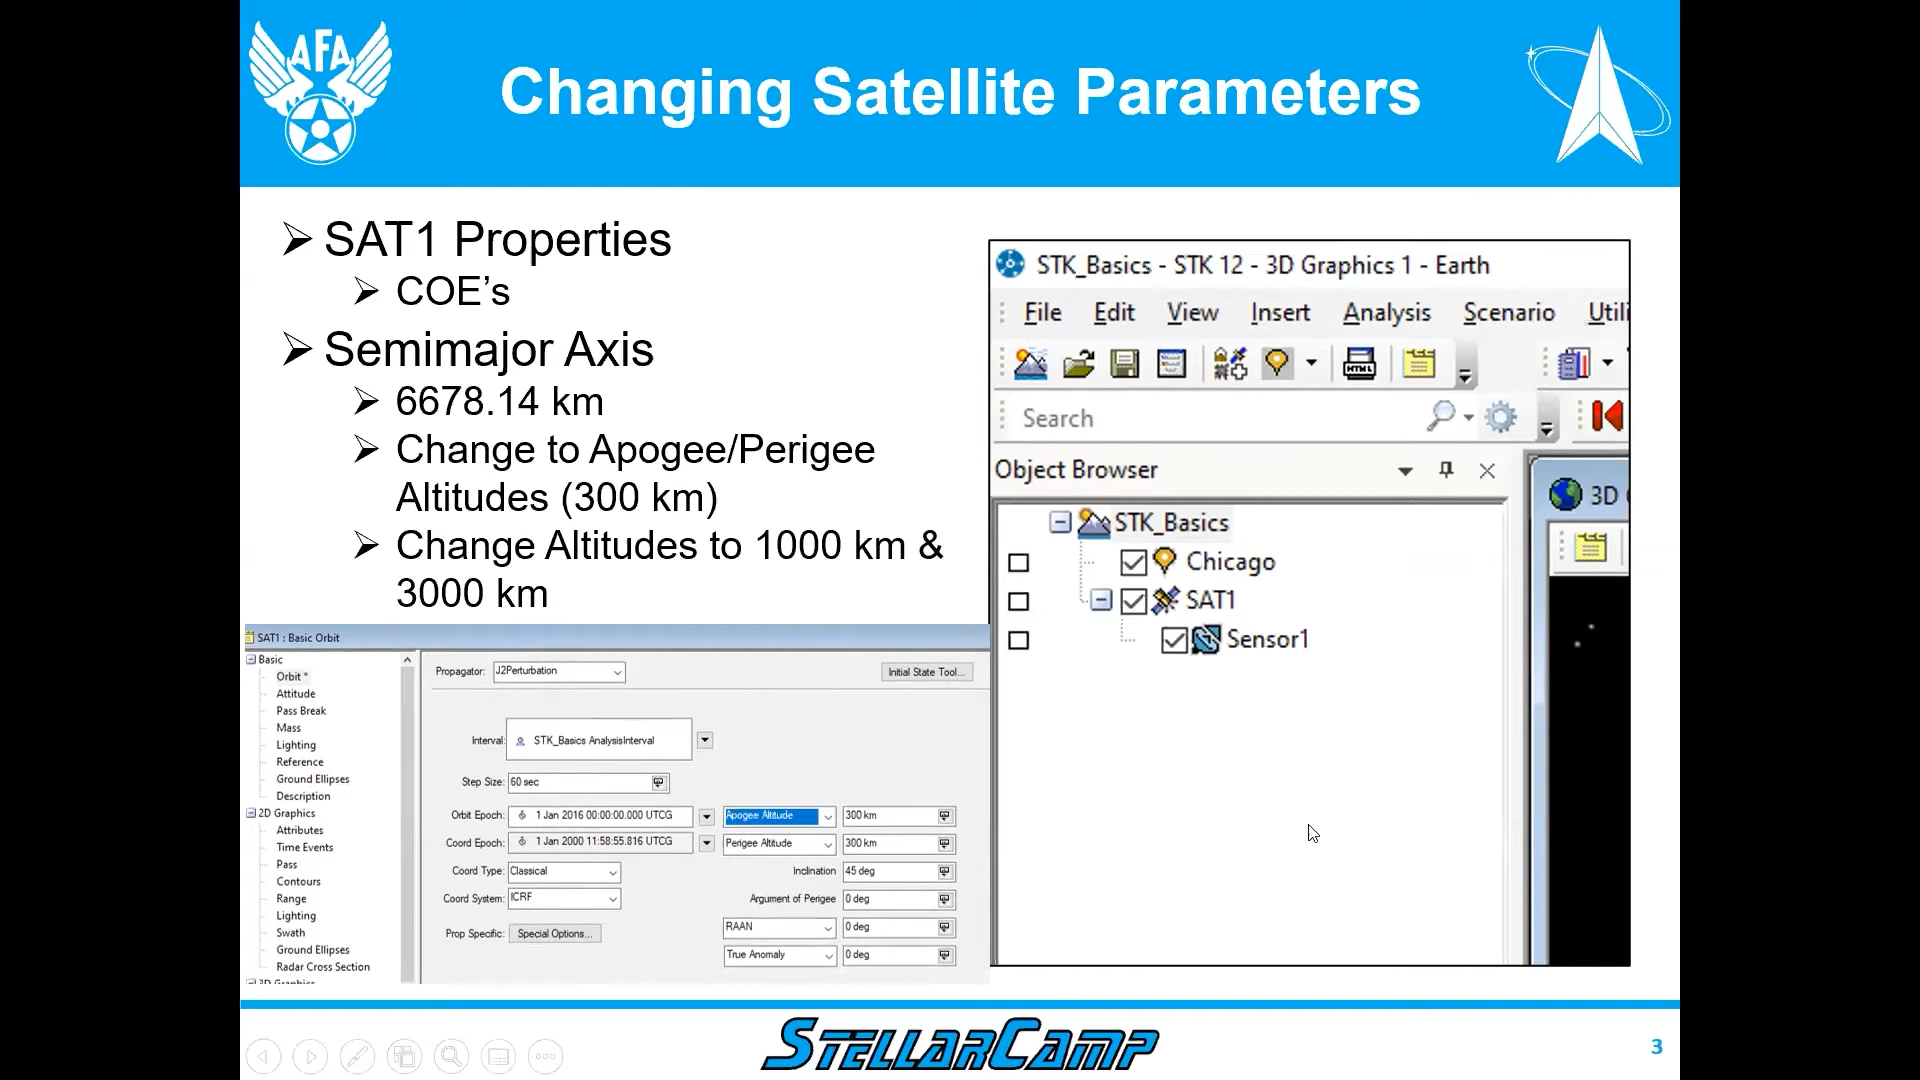 AFA
Changing Satellite Parameters
SAT1 Properties
COE’s
Semimajor Axis
6678.14 km
Change to Apogee/Perigee
Altitudes (300 km)
Change Altitudes to 1000 km &
3000 km
STK_Basics - STK 12 - 3D Graphics 1 - Earth
File Edit View Insert Analysis Scenario Utili
HTML
Search
Object Browser
3D
STK_Basics
Chicago
SAT1
Sensor1
SAT1 : Basic Orbit
Basic
Orbit *
Attitude
Pass Break
Mass
Lighting
Reference
Ground Ellipses
Description
2D Graphics
Attributes
Time Events
Pass
Contours
Range
Lighting
Swath
Ground Ellipses
Radar Cross Section
3D Graphics
Propagator: J2Perturbation Initial State Tool...
Interval: STK_Basics AnalysisInterval
Step Size: 60 sec
Orbit Epoch: 1 Jan 2016 00:00:00.000 UTCG Apogee Altitude 300 km
Coord Epoch: 1 Jan 2000 11:58:55.816 UTCG Perigee Altitude 300 km
Coord Type: Classical Inclination 45 deg
Coord System: ICRF Argument of Perigee 0 deg
Prop Specific: Special Options... RAAN 0 deg
True Anomaly 0 deg
STELLARCAMP
3